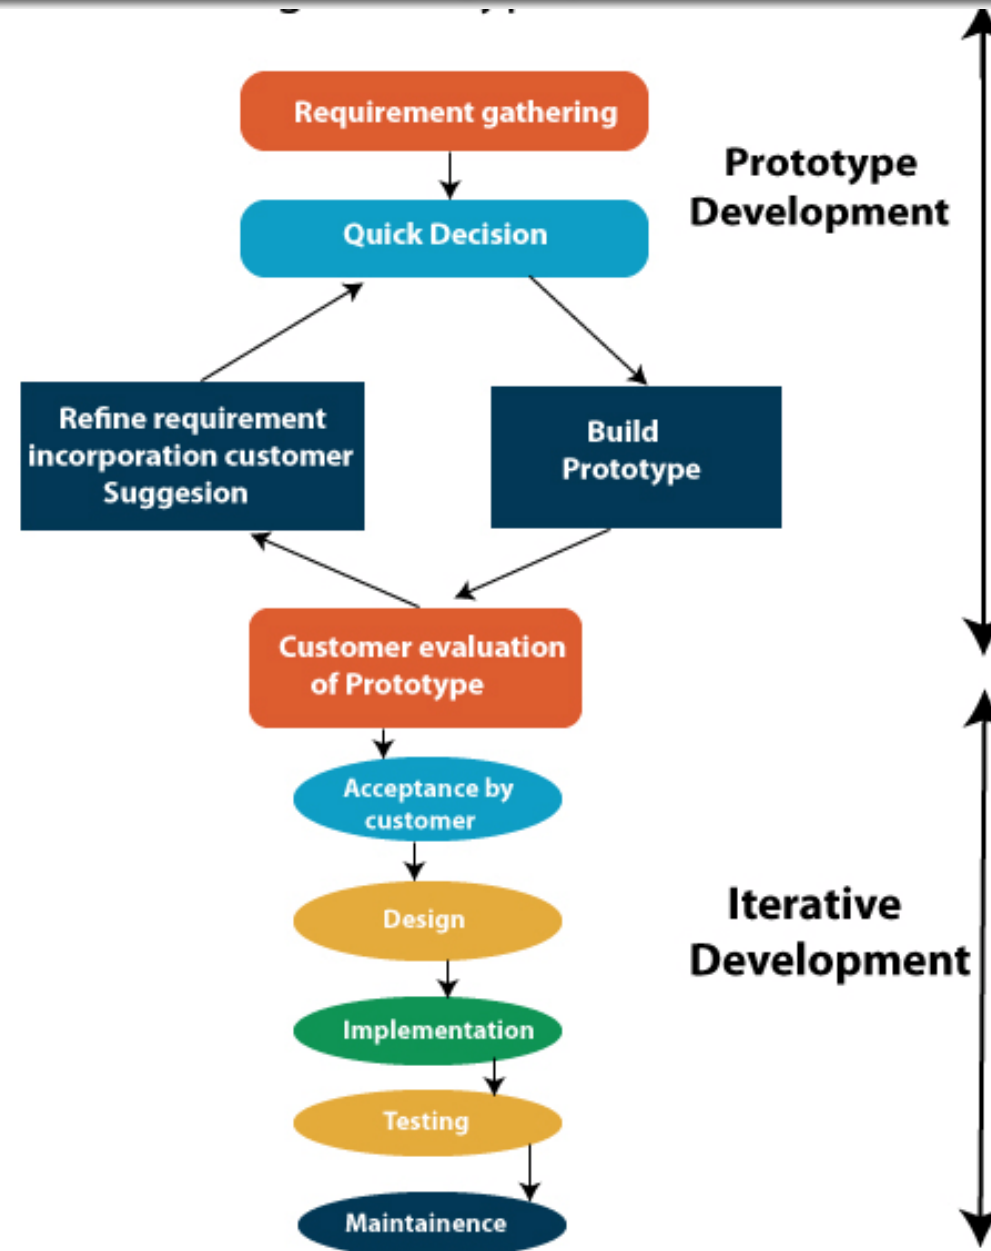 Requirement gathering
Prototype
Development
Quick Decision
Refine requirement
incorporation customer
Suggesion
Build
Prototype
Customer evaluation
of Prototype
Acceptance by
customer
Design
Iterative
Development
Implementation
Testing
Maintainence